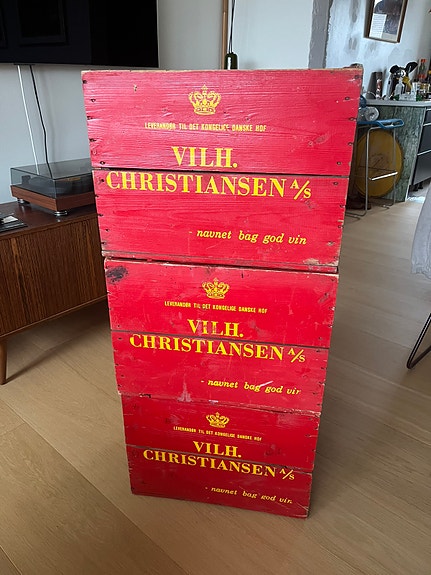 LEVERANDØR TIL DET KONGELIGE DANSKE HOF
VILH.
CHRISTIANSEN A/S
- navnet bag god vin
LEVERANDØR TIL DET KONGELIGE DANSKE HOF
VILH.
CHRISTIANSEN A/S
- navnet bag god vin
LEVERANDØR TIL DET KONGELIGE DANSKE HOF
VILH.
CHRISTIANSEN A/S
- navnet bag god vin